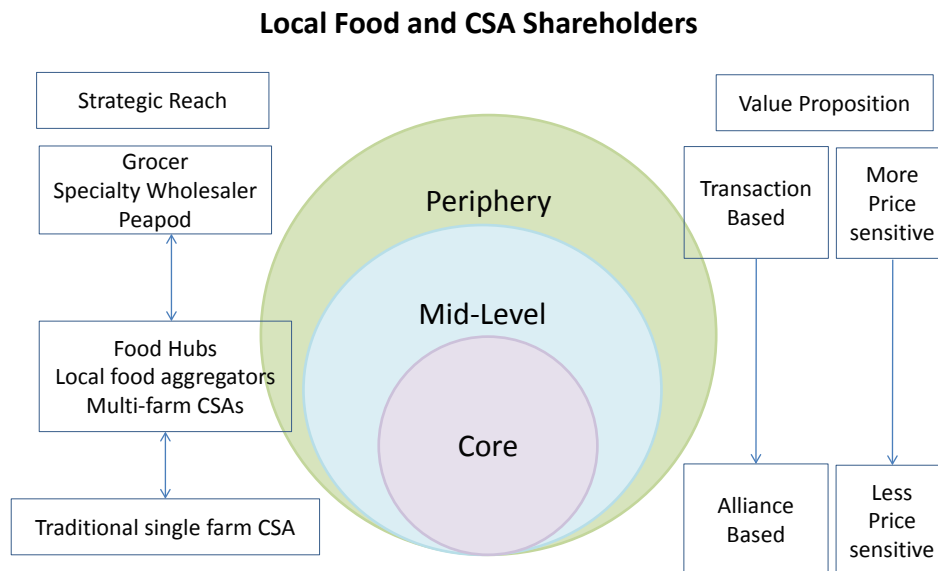 Local Food and CSA Shareholders
Strategic Reach
Value Proposition
Grocer
Specialty Wholesaler
Peapod
Periphery
Transaction
Based
More
Price
sensitive
Mid-Level
Food Hubs
Local food aggregators
Multi-farm CSAs
Core
Traditional single farm CSA
Alliance
Based
Less
Price
sensitive